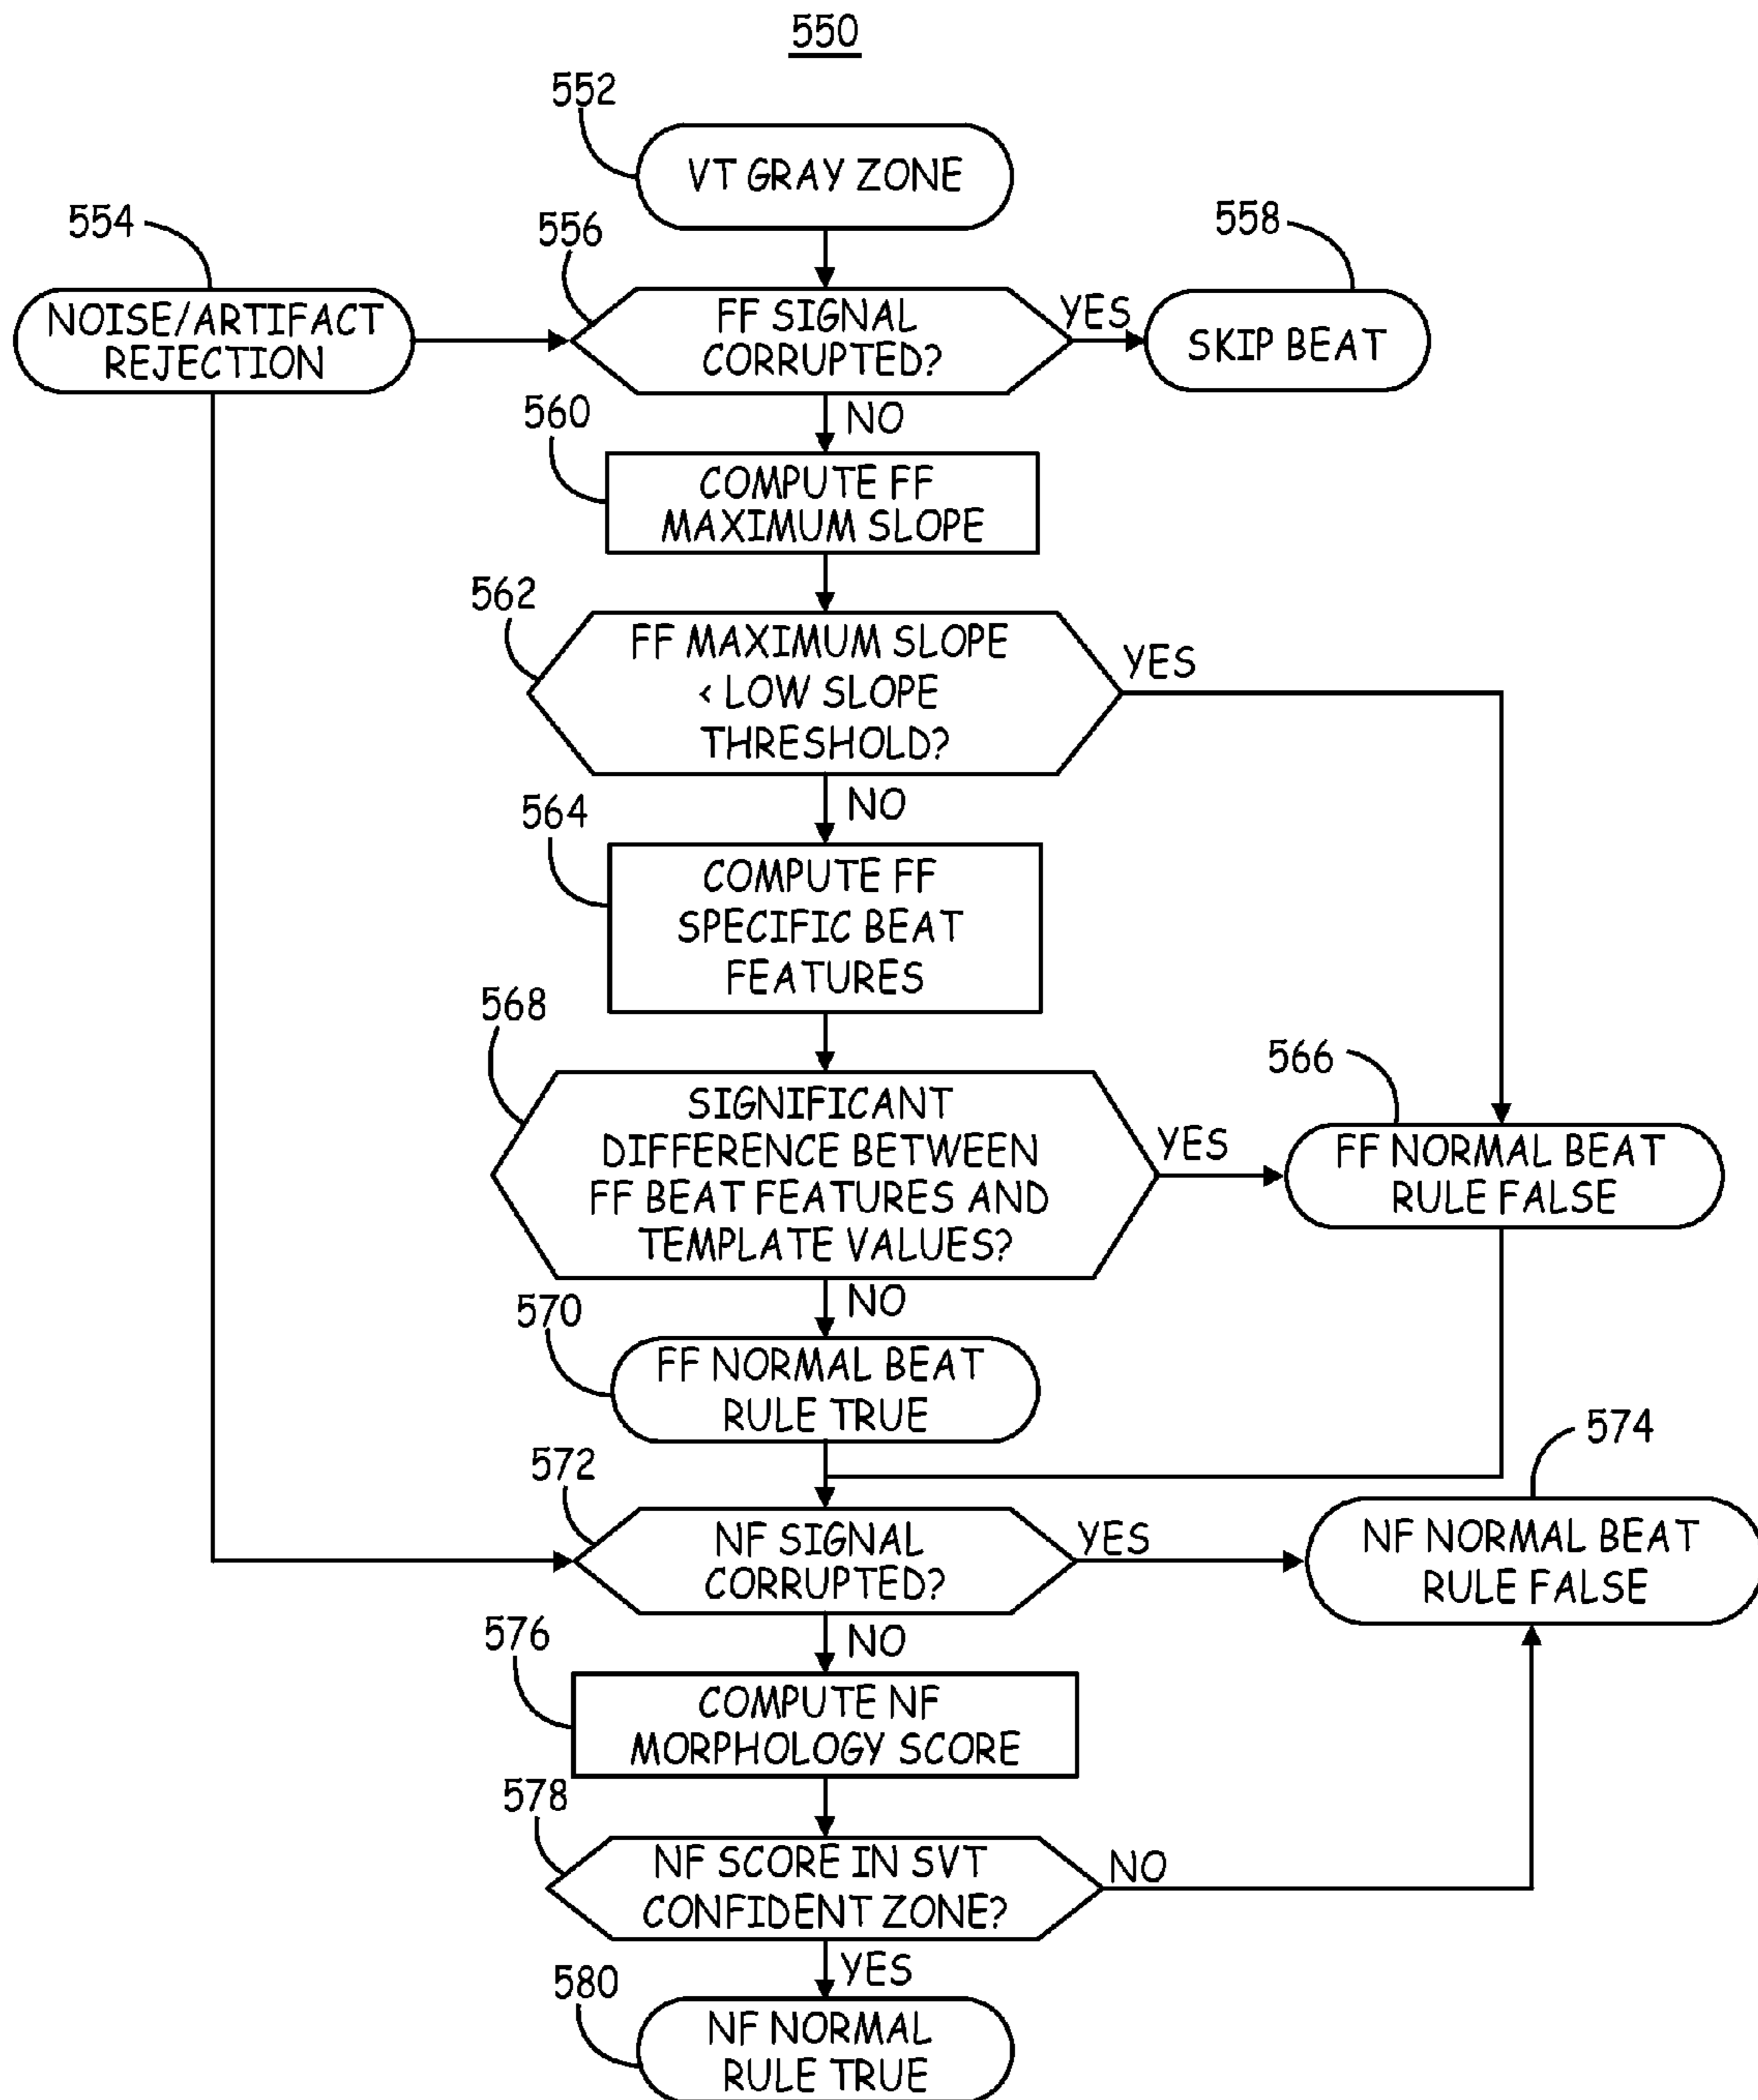 550
552
VT GRAY ZONE
554
NOISE/ARTIFACT
REJECTION
556
FF SIGNAL
CORRUPTED?
YES
558
SKIP BEAT
NO
560
COMPUTE FF
MAXIMUM SLOPE
562
FF MAXIMUM SLOPE
< LOW SLOPE
THRESHOLD?
YES
NO
564
COMPUTE FF
SPECIFIC BEAT
FEATURES
568
SIGNIFICANT
DIFFERENCE BETWEEN
FF BEAT FEATURES AND
TEMPLATE VALUES?
YES
566
FF NORMAL BEAT
RULE FALSE
NO
570
FF NORMAL BEAT
RULE TRUE
572
NF SIGNAL
CORRUPTED?
YES
574
NF NORMAL BEAT
RULE FALSE
NO
576
COMPUTE NF
MORPHOLOGY SCORE
578
NF SCORE IN SVT
CONFIDENT ZONE?
NO
YES
580
NF NORMAL
RULE TRUE